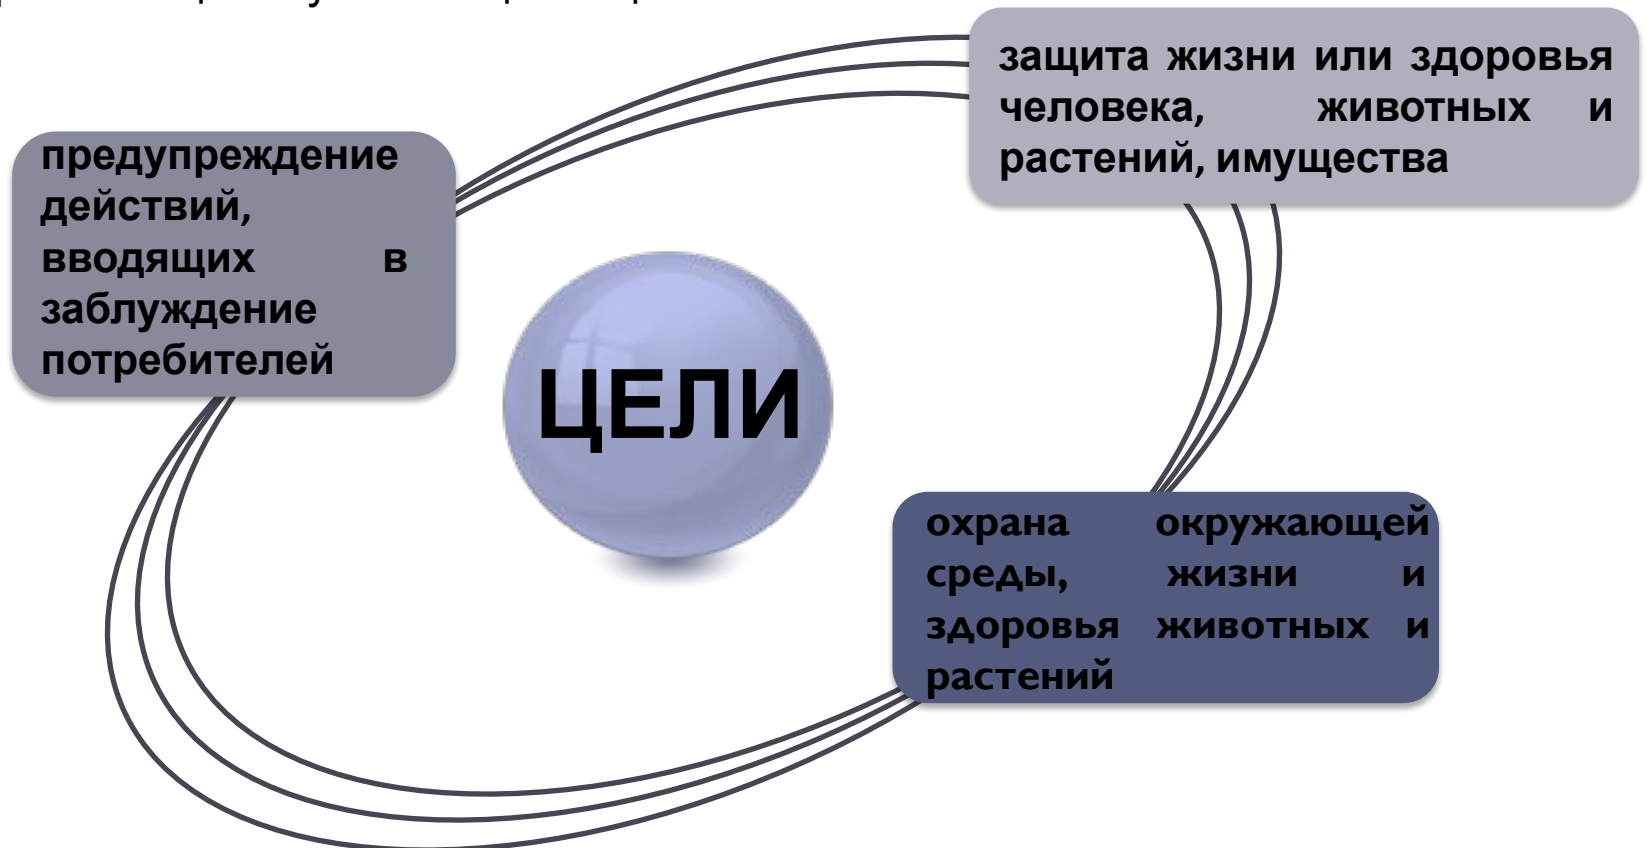 защита жизни или здоровья
человека, животных и
растений, имущества
предупреждение
действий,
вводящих в
заблуждение
потребителей
ЦЕЛИ
охрана окружающей
среды, жизни и
здоровья животных и
растений